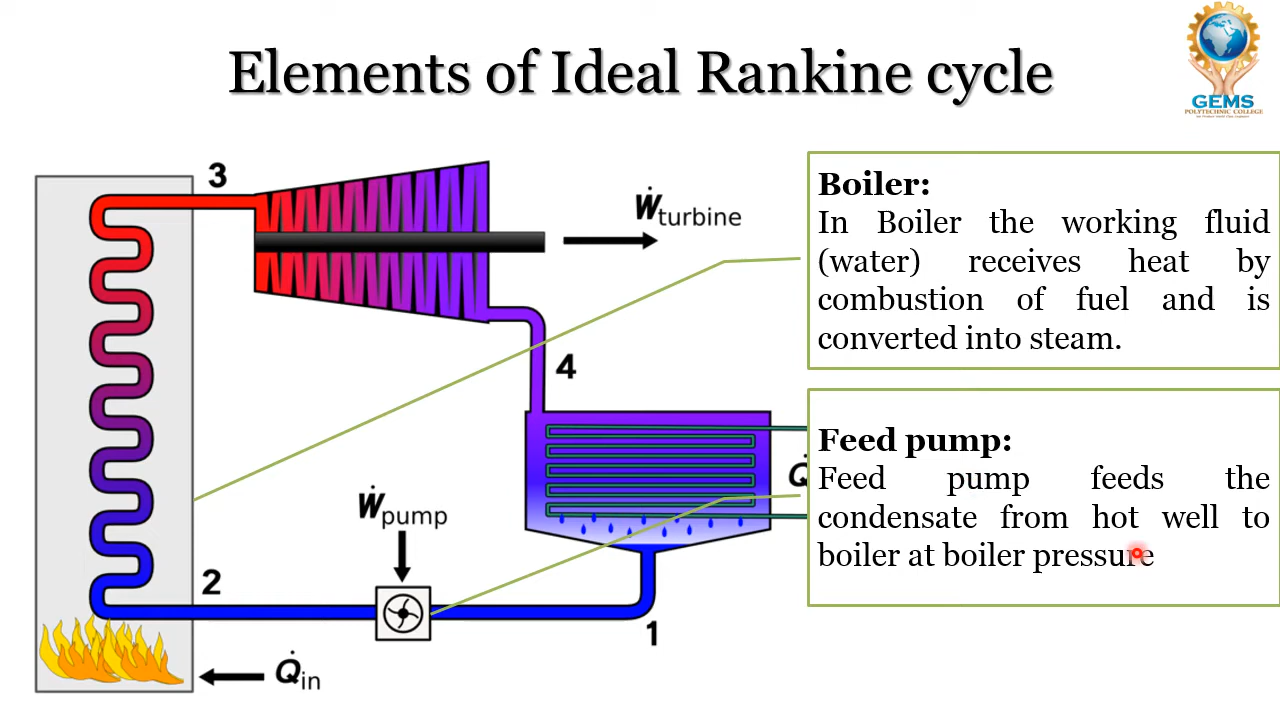 Elements of Ideal Rankine cycle
GEMS
POLYTECHNIC COLLEGE
3
Ẇturbine
4
Ẇpump
2
1
Q̇in
Q̇
Boiler:
In Boiler the working fluid
(water) receives heat by
combustion of fuel and is
converted into steam.
Feed pump:
Feed pump feeds the
condensate from hot well to
boiler at boiler pressure